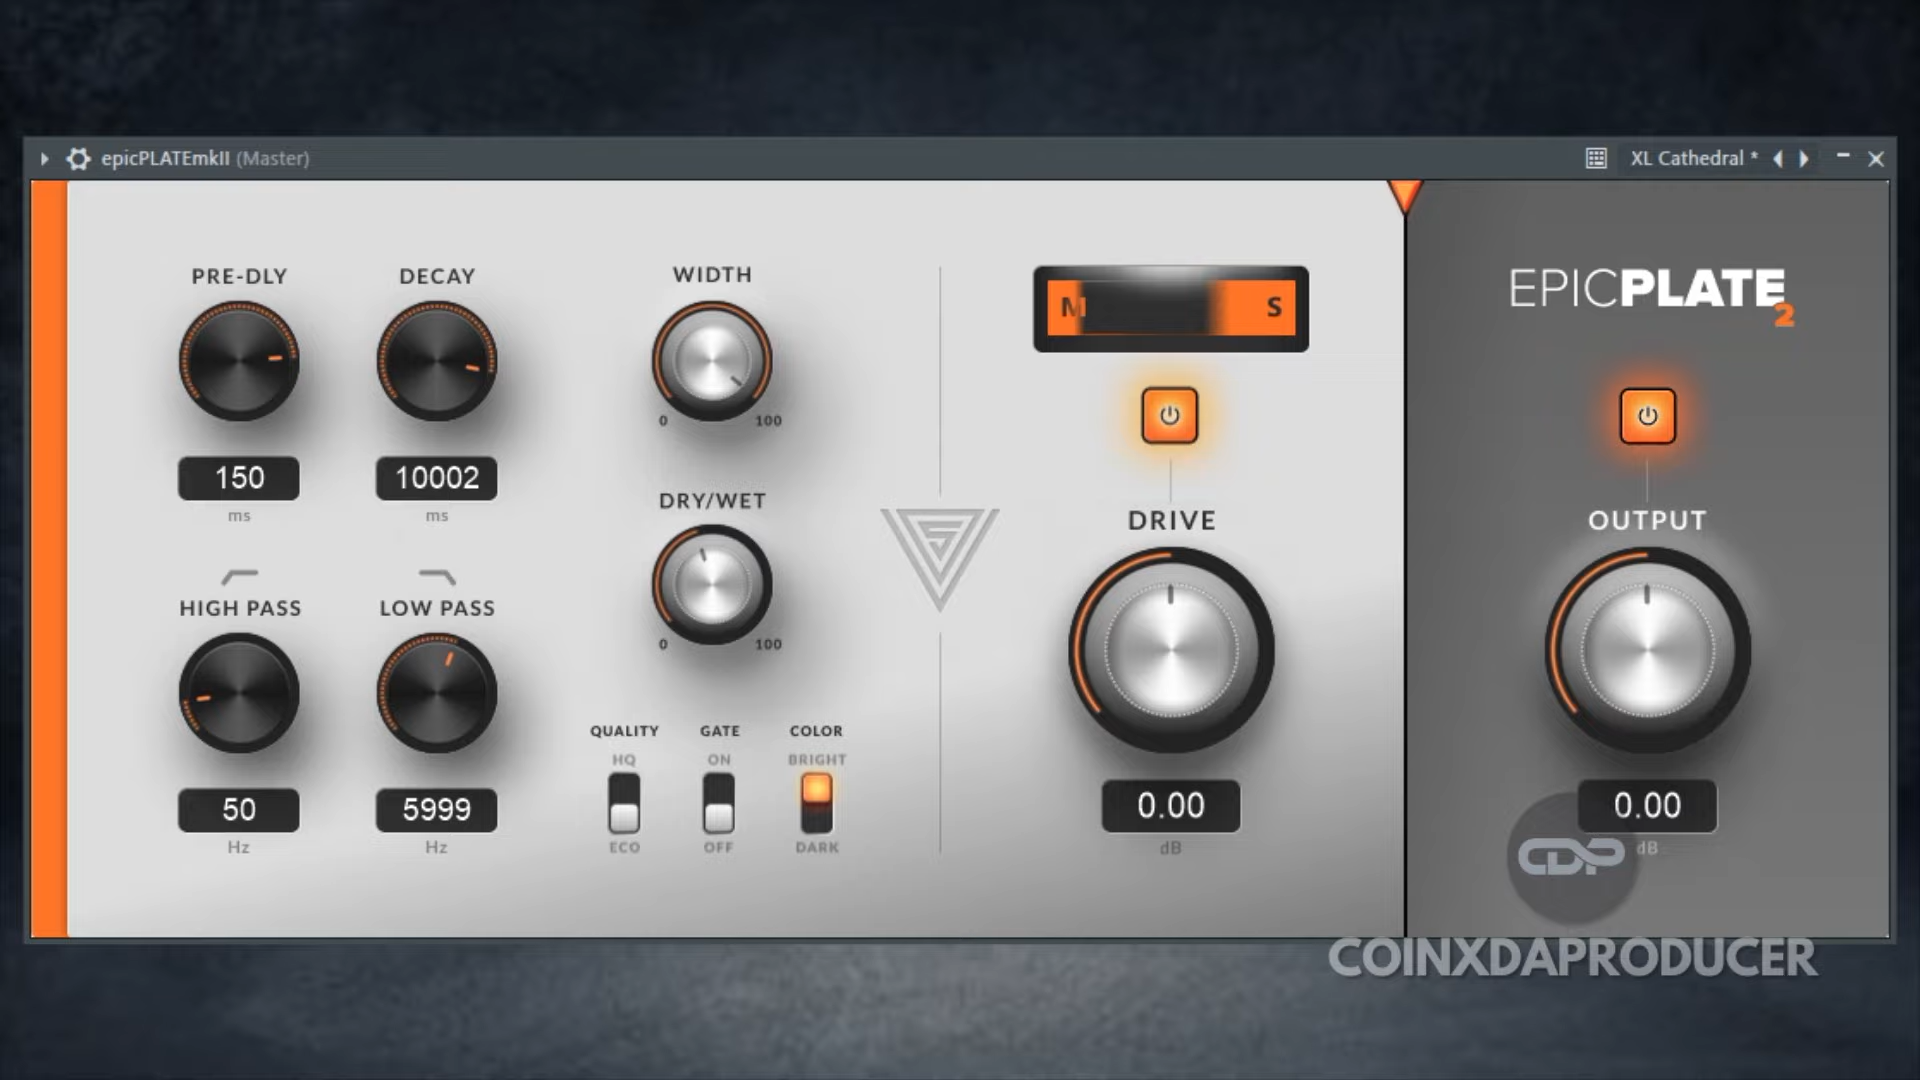 epicPLATEmkII (Master)
XL Cathedral *
PRE-DLY
DECAY
WIDTH
M
S
EPICPLATE
2
0
100
150
10002
ms
ms
DRY/WET
0
100
DRIVE
OUTPUT
HIGH PASS
LOW PASS
50
5999
Hz
Hz
QUALITY
GATE
COLOR
HQ
ON
BRIGHT
ECO
OFF
DARK
0.00
dB
0.00
dB
CDP
COINXDAPRODUCER